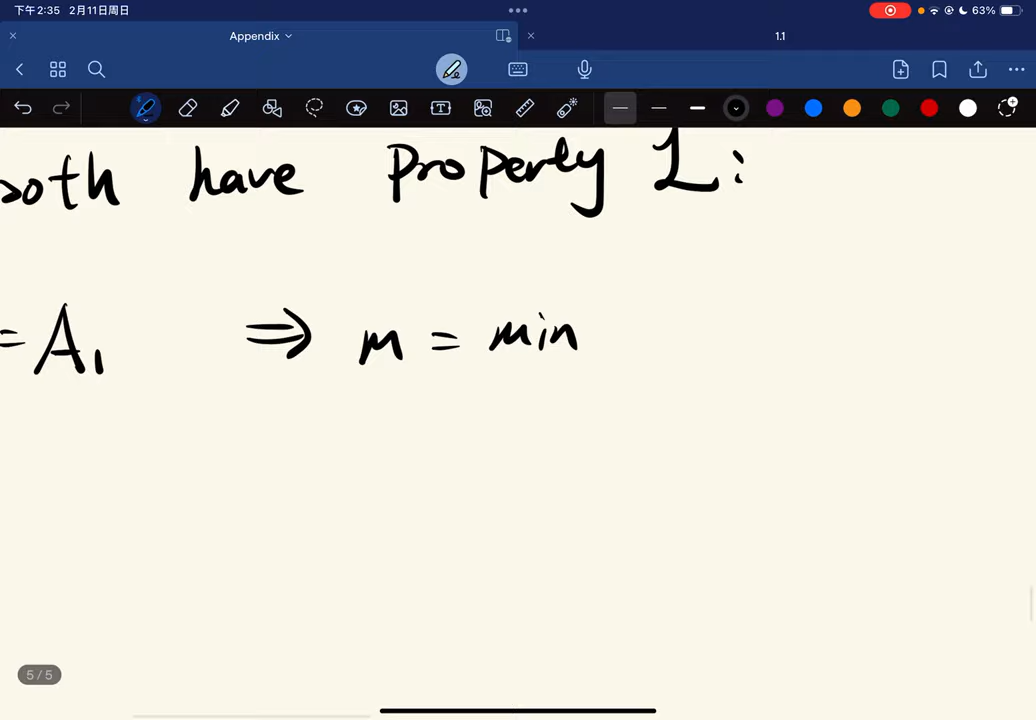 下午2:35 2月11日周日 63%
Appendix 1.1
both have Property L:
= A₁ ⇒ m = min
5/5